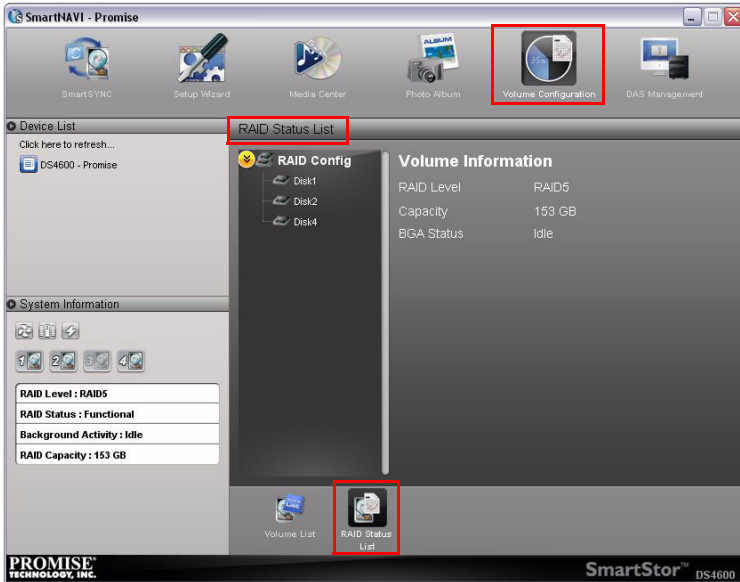 SmartNAVI - Promise
SmartSYNC
Setup Wizard
Media Center
ALBUM
Photo Album
35%
Volume Configuration
DAS Management
Device List
Click here to refresh...
DS4600 - Promise
System Information
1 2 3 4
RAID Level : RAID5
RAID Status : Functional
Background Activity : Idle
RAID Capacity : 153 GB
RAID Status List
RAID Config
Disk1
Disk2
Disk4
Volume Information
RAID Level RAID5
Capacity 153 GB
BGA Status Idle
Volume List
RAID Status
List
PROMISE®
TECHNOLOGY, INC.
SmartStor™ DS4600